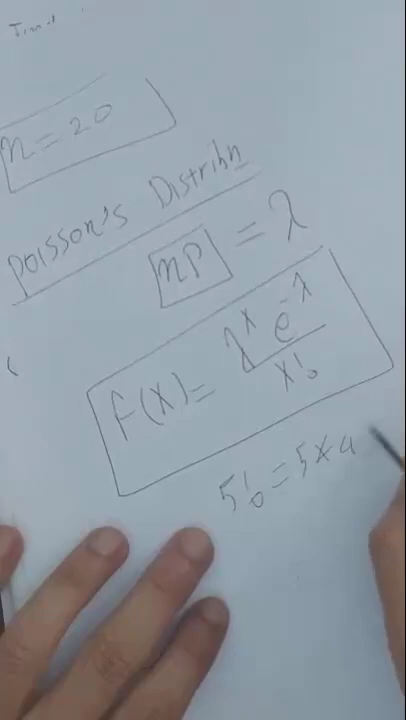 n = 20
Poisson's Distribn
np = λ
f(x) = λ^x e^-λ / x!
5! = 5 × 4